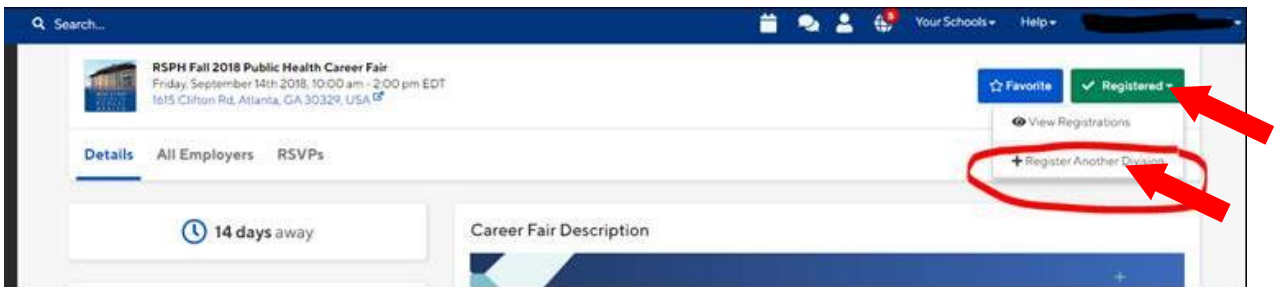 Search...
5
Your Schools
Help
RSPH Fall 2018 Public Health Career Fair
Friday, September 14th 2018, 10:00 am - 2:00 pm EDT
1615 Clifton Rd, Atlanta, GA 30329, USA
Favorite
Registered
View Registrations
Register Another Division
Details
All Employers
RSVPs
14 days away
Career Fair Description